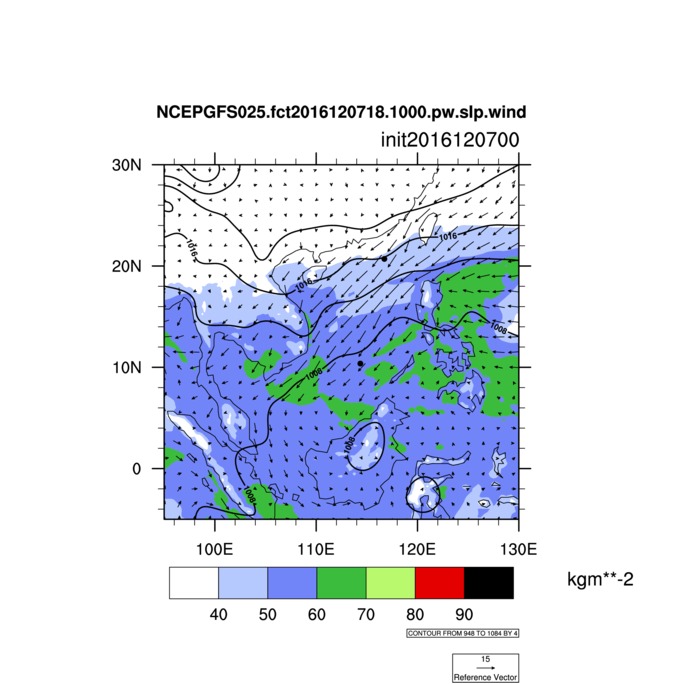 NCEPGFS025.fct2016120718.1000.pw.slp.wind
init2016120700
30N
20N
10N
0
1016
1016
1016
1008
1008
1008
1008
100E
110E
120E
130E
40
50
60
70
80
90
kgm**-2
CONTOUR FROM 948 TO 1084 BY 4
15
Reference Vector